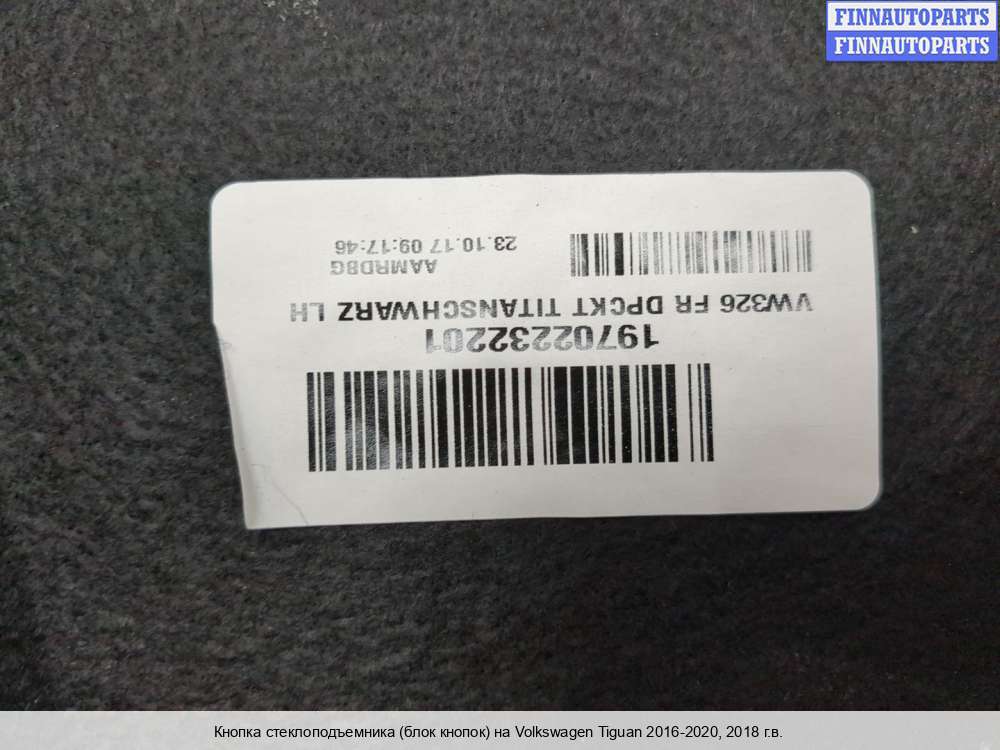 FINNAUTOPARTS
FINNAUTOPARTS
19702232201
VW326 FR DPCKT TITANSCHWARZ LH
AAMRD8G
23.10.17 09:17:46
Кнопка стеклоподъемника (блок кнопок) на Volkswagen Tiguan 2016-2020, 2018 г.в.